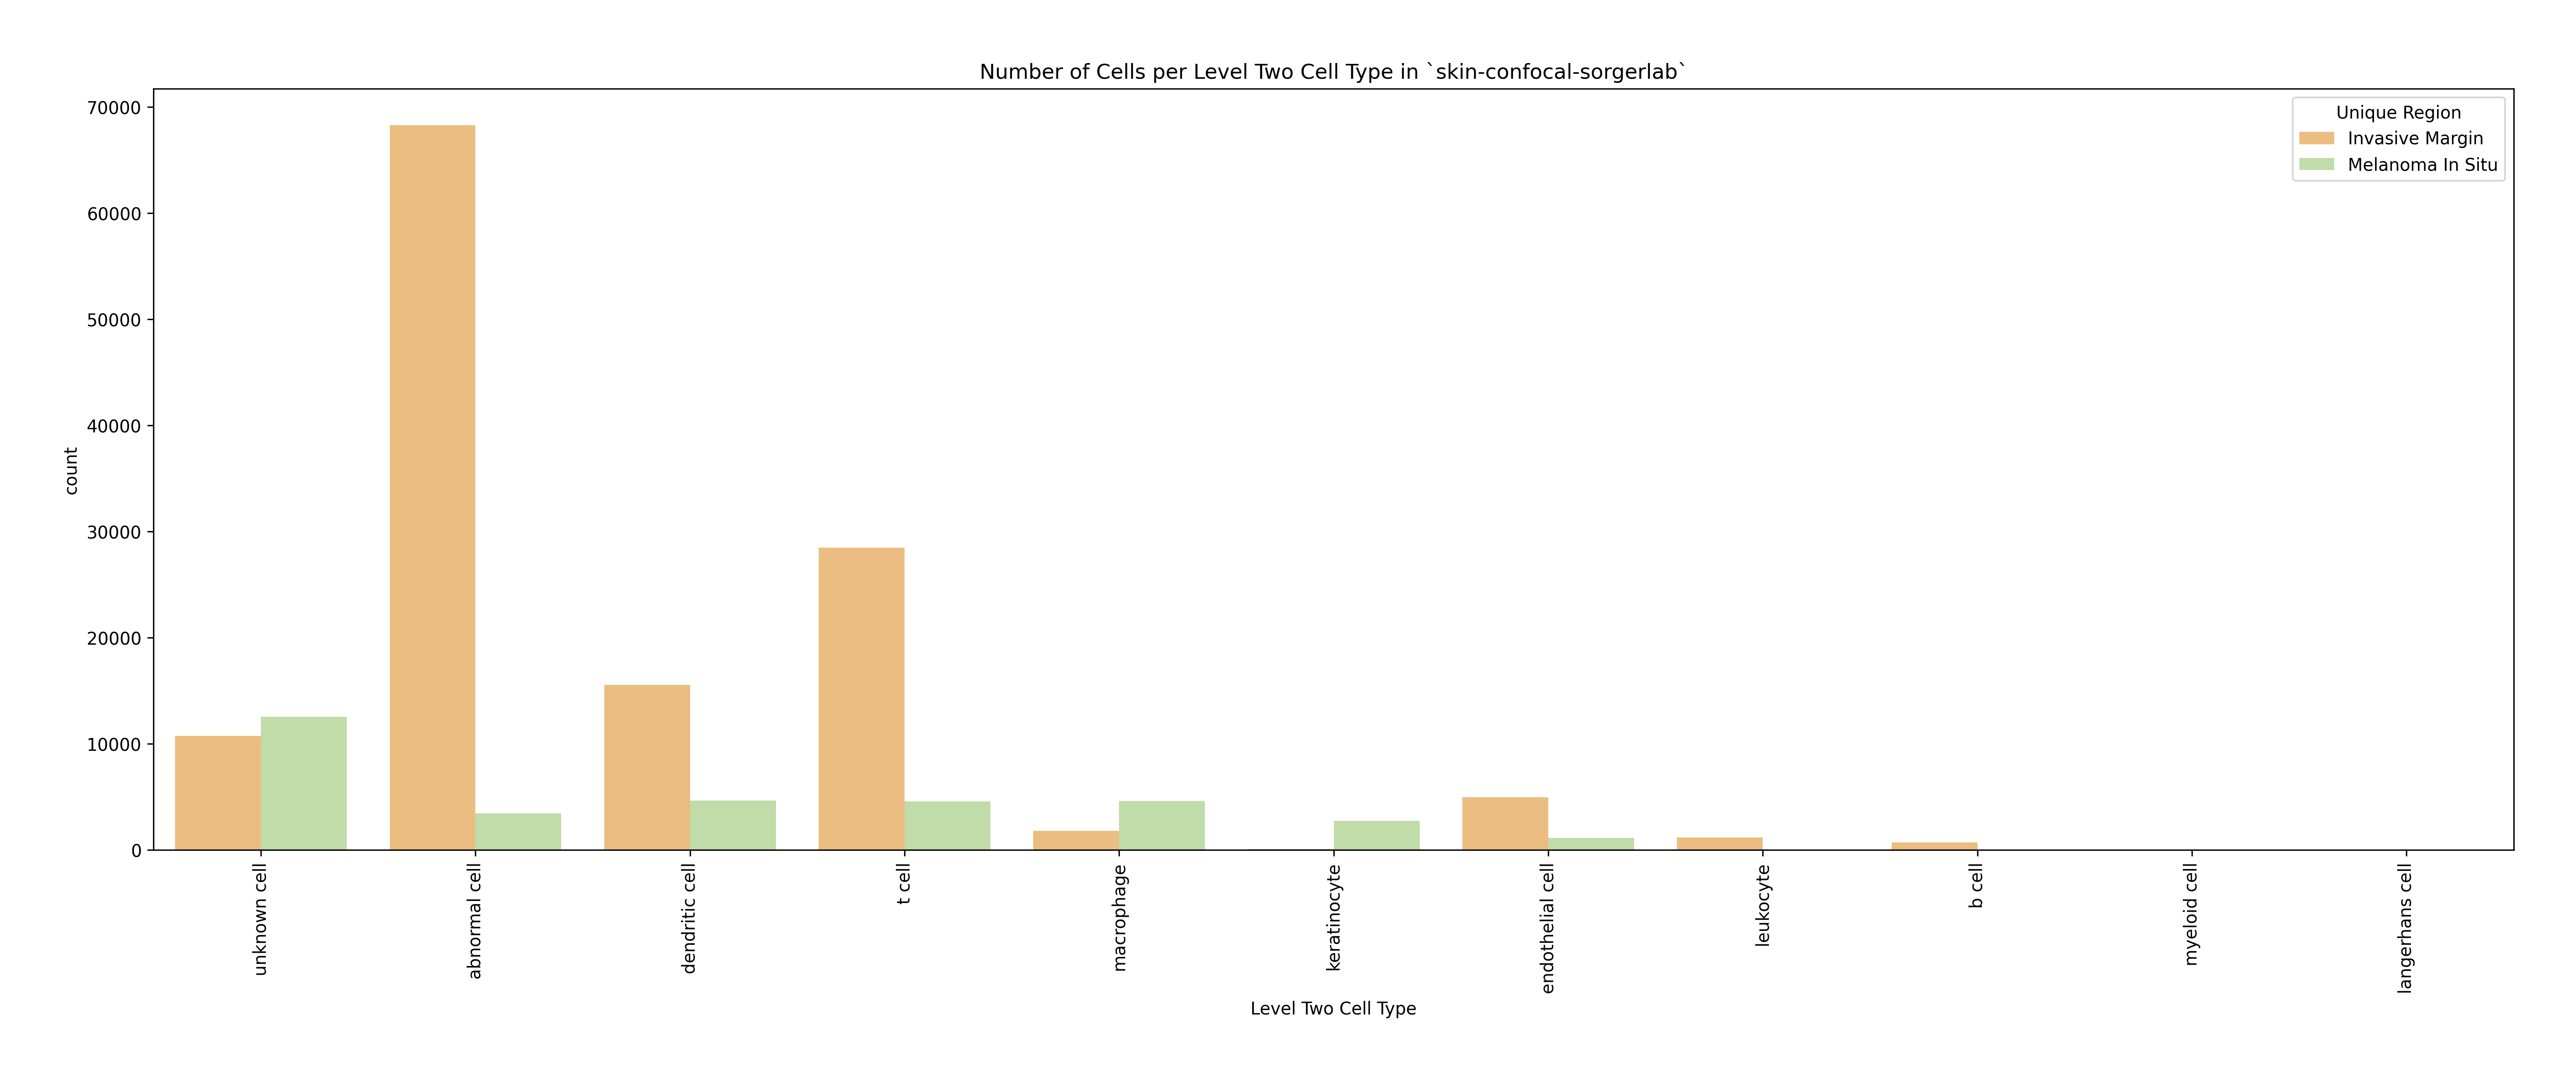 Number of Cells per Level Two Cell Type in `skin-confocal-sorgerlab`
Unique Region
Invasive Margin
Melanoma In Situ
70000
60000
50000
40000
30000
20000
10000
0
count
unknown cell
abnormal cell
dendritic cell
t cell
macrophage
keratinocyte
endothelial cell
leukocyte
b cell
myeloid cell
langerhans cell
Level Two Cell Type